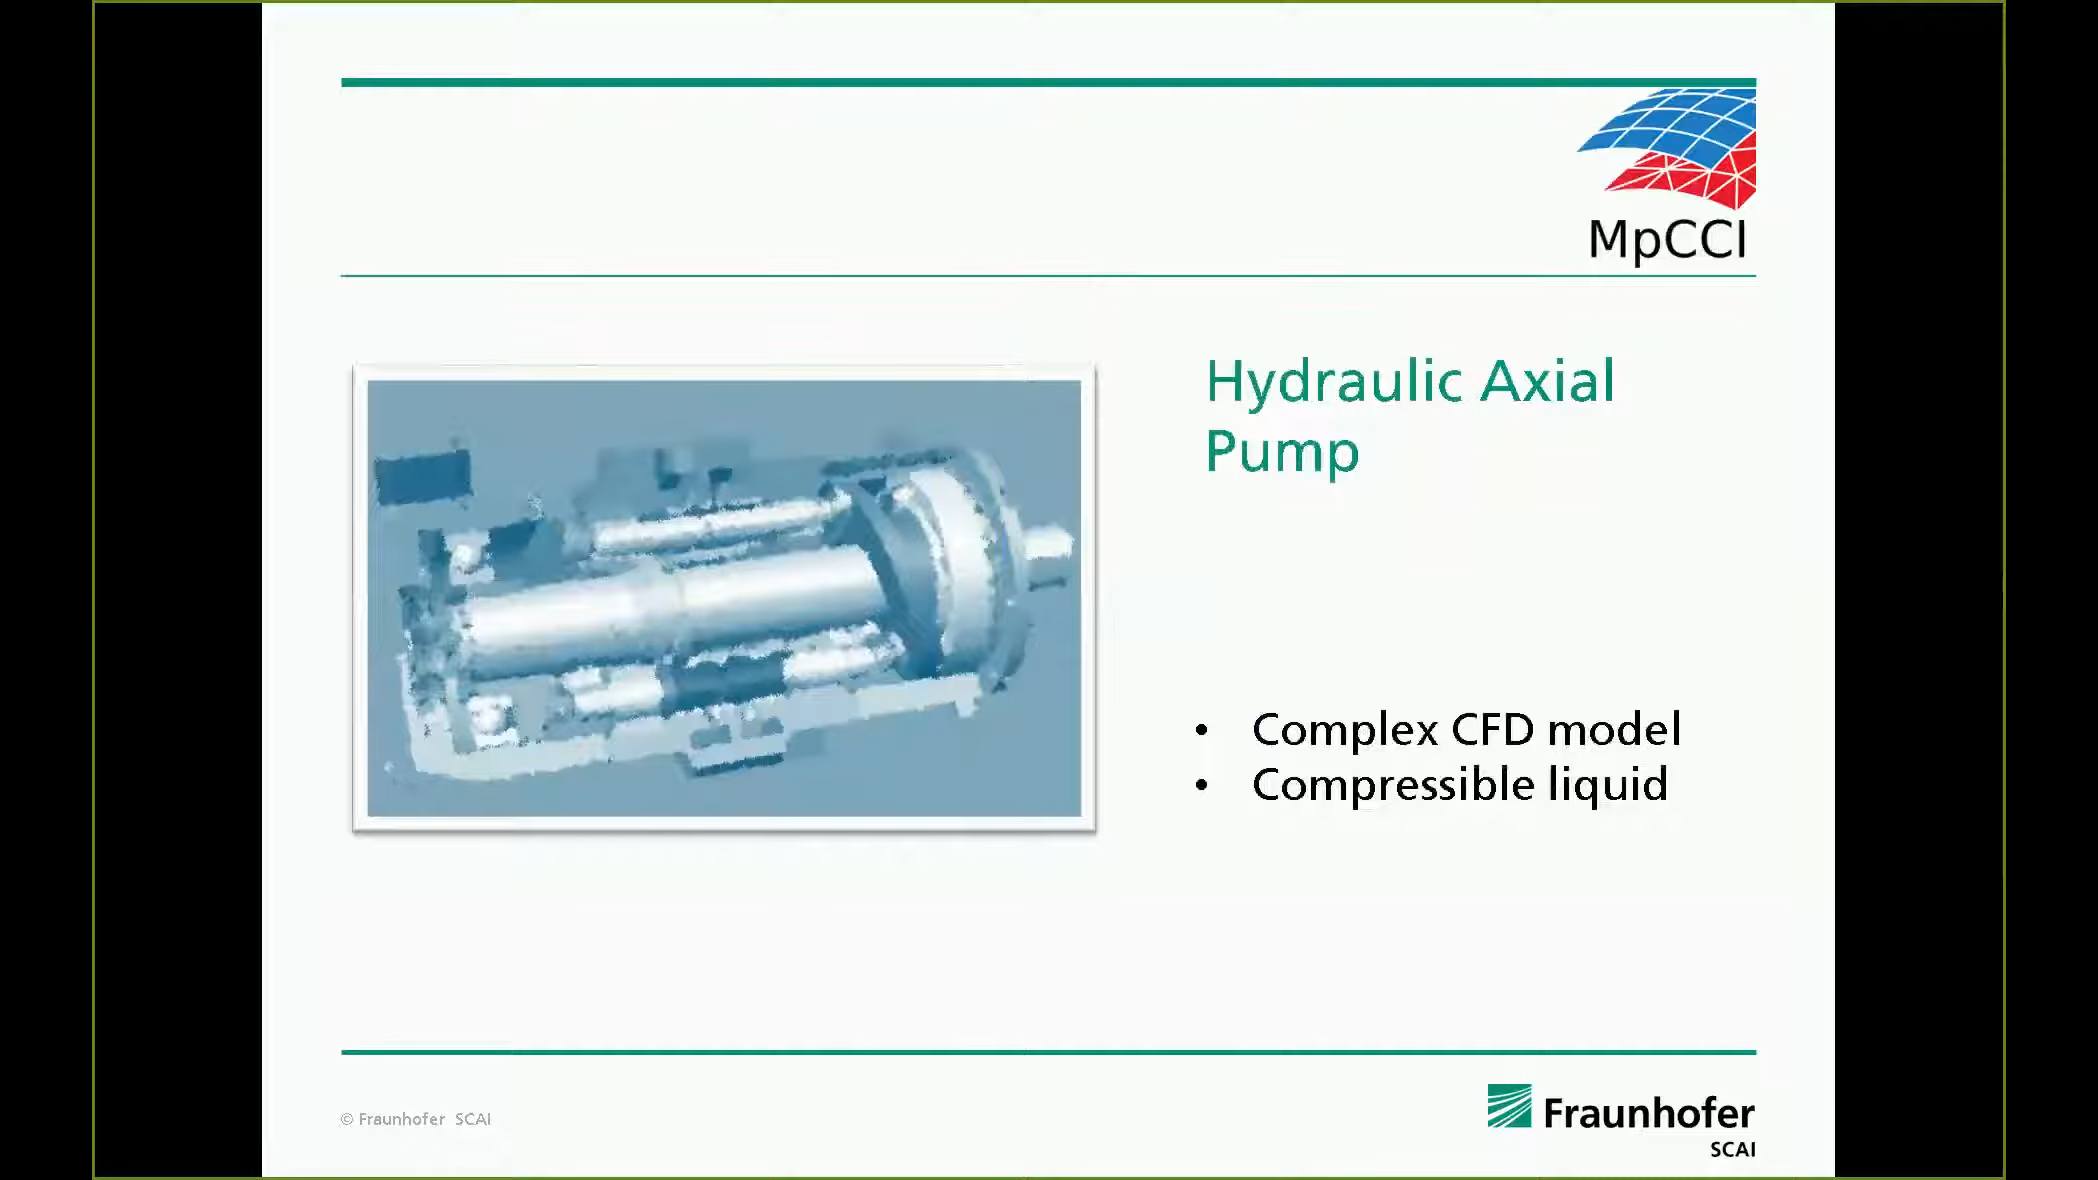 MpCCI
Hydraulic Axial
Pump
• Complex CFD model
• Compressible liquid
© Fraunhofer SCAI
Fraunhofer
SCAI